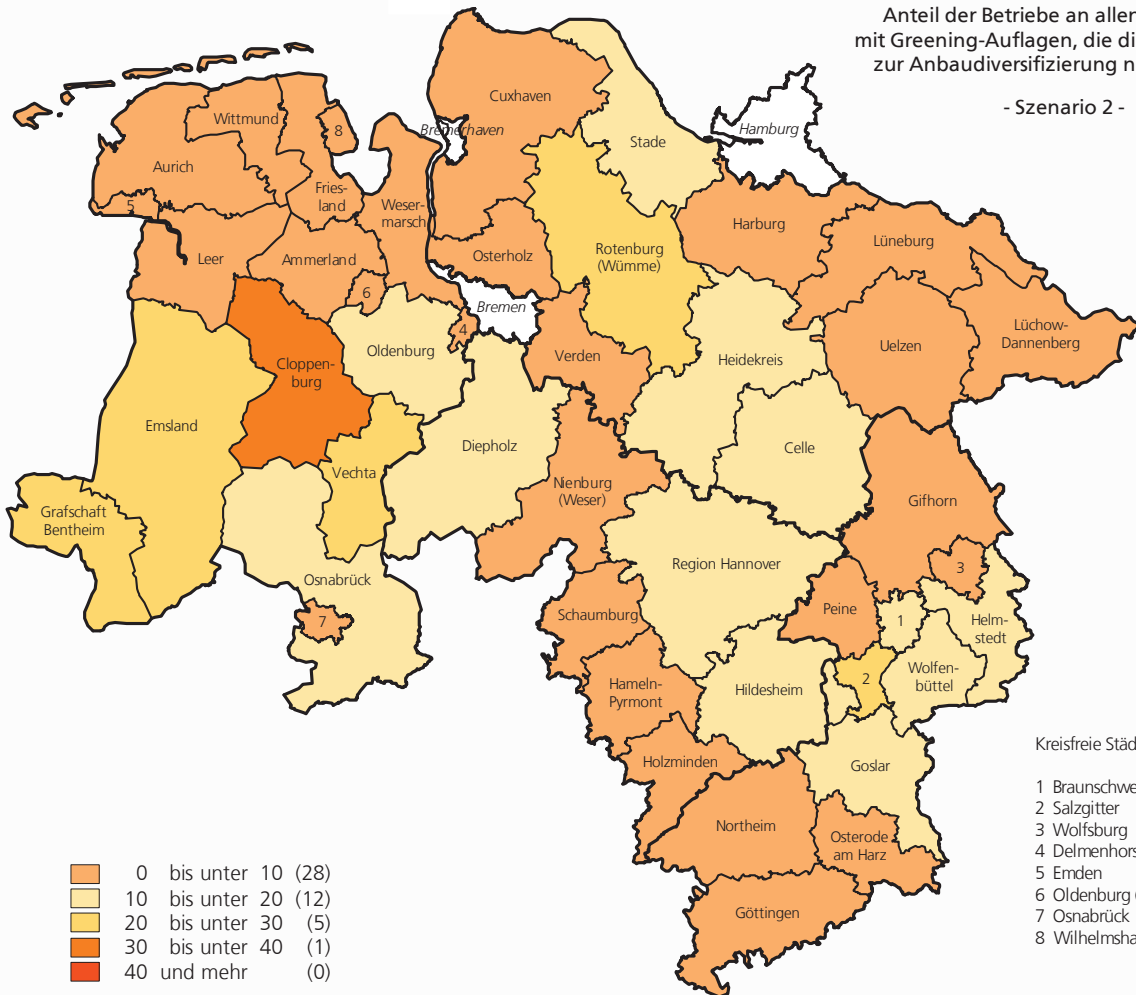 Anteil der Betriebe an aller
mit Greening-Auflagen, die di
zur Anbaudiversifizierung n
- Szenario 2 -
Cuxhaven
Wittmund
8
Bremerhaven
Hamburg
Stade
Aurich
Fries-
land
Weser-
marsch
5
Harburg
Lüneburg
Rotenburg
(Wümme)
Leer
Ammerland
Osterholz
6
Bremen
4
Lüchow-
Dannenberg
Oldenburg
Verden
Heidekreis
Uelzen
Cloppen-
burg
Emsland
Diepholz
Celle
Vechta
Nienburg
(Weser)
Gifhorn
Grafschaft
Bentheim
Region Hannover
3
Osnabrück
Schaumburg
Peine
7
1
Helm-
stedt
Wolfen-
büttel
2
Hameln-
Pyrmont
Hildesheim
Holzminden
Goslar
Northeim
Osterode
am Harz
Göttingen
Kreisfreie Städ
1 Braunschwe
2 Salzgitter
3 Wolfsburg
4 Delmenhors
5 Emden
6 Oldenburg (
7 Osnabrück
8 Wilhelmsha
0 bis unter 10 (28)
10 bis unter 20 (12)
20 bis unter 30 (5)
30 bis unter 40 (1)
40 und mehr (0)